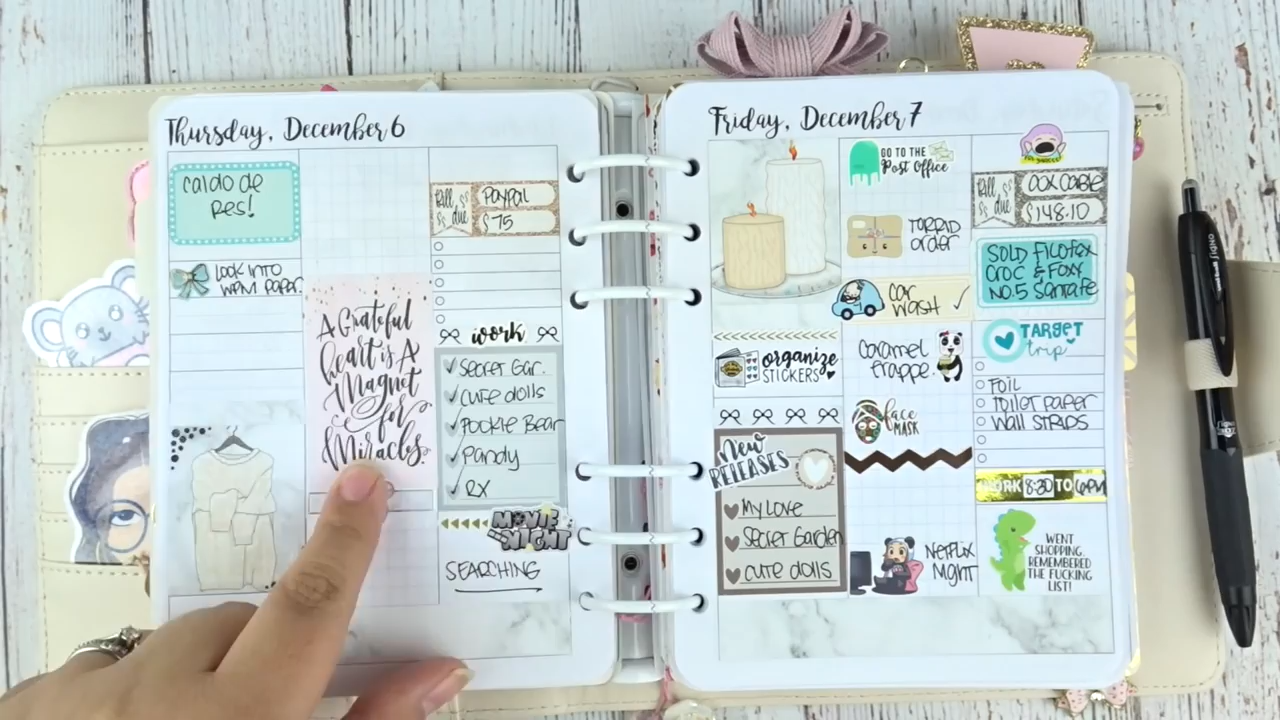 Thursday, December 6
caldo de
res!
LOOK INTO
WPM PAPER
A Grateful
heart is A
Magnet
for
Miracles.
Bill
due
$ $
$
PayPal
$75
work
Secret Gar.
cute dolls
Pockie Bear
Pandy
RX
MOVIE
NIGHT
SEARCHING
Friday, December 7
organize
STICKERS
New
RELEASES
My Love
Secret Garden
cute dolls
GO TO THE
Post Office
TORRID
order
car
wash ✓
caramel
frappe
face
MASK
Netflix
Mgnt
Bill
due
COX CABLE
$148.10
SOLD FILOFAX
CROC & FOXY
NO.5 Santa Fe
TARGET
trip
FOIL
Toilet paper
Wall strips
WORK 8:30 TO 6PM
WENT
SHOPPING,
REMEMBERED
THE FUCKING
LIST!